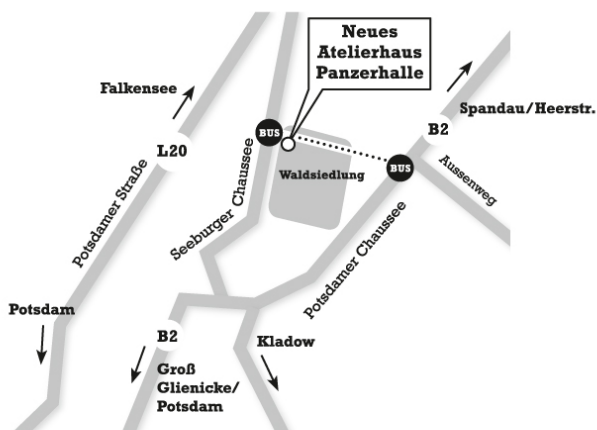 Neues
Atelierhaus
Panzerhalle
Falkensee
Spandau/Heerstr.
B2
BUS
L20
BUS
Aussenweg
Waldsiedlung
Potsdamer Straße
Seeburger Chaussee
Potsdamer Chaussee
Potsdam
B2
Kladow
Groß
Glienicke/
Potsdam